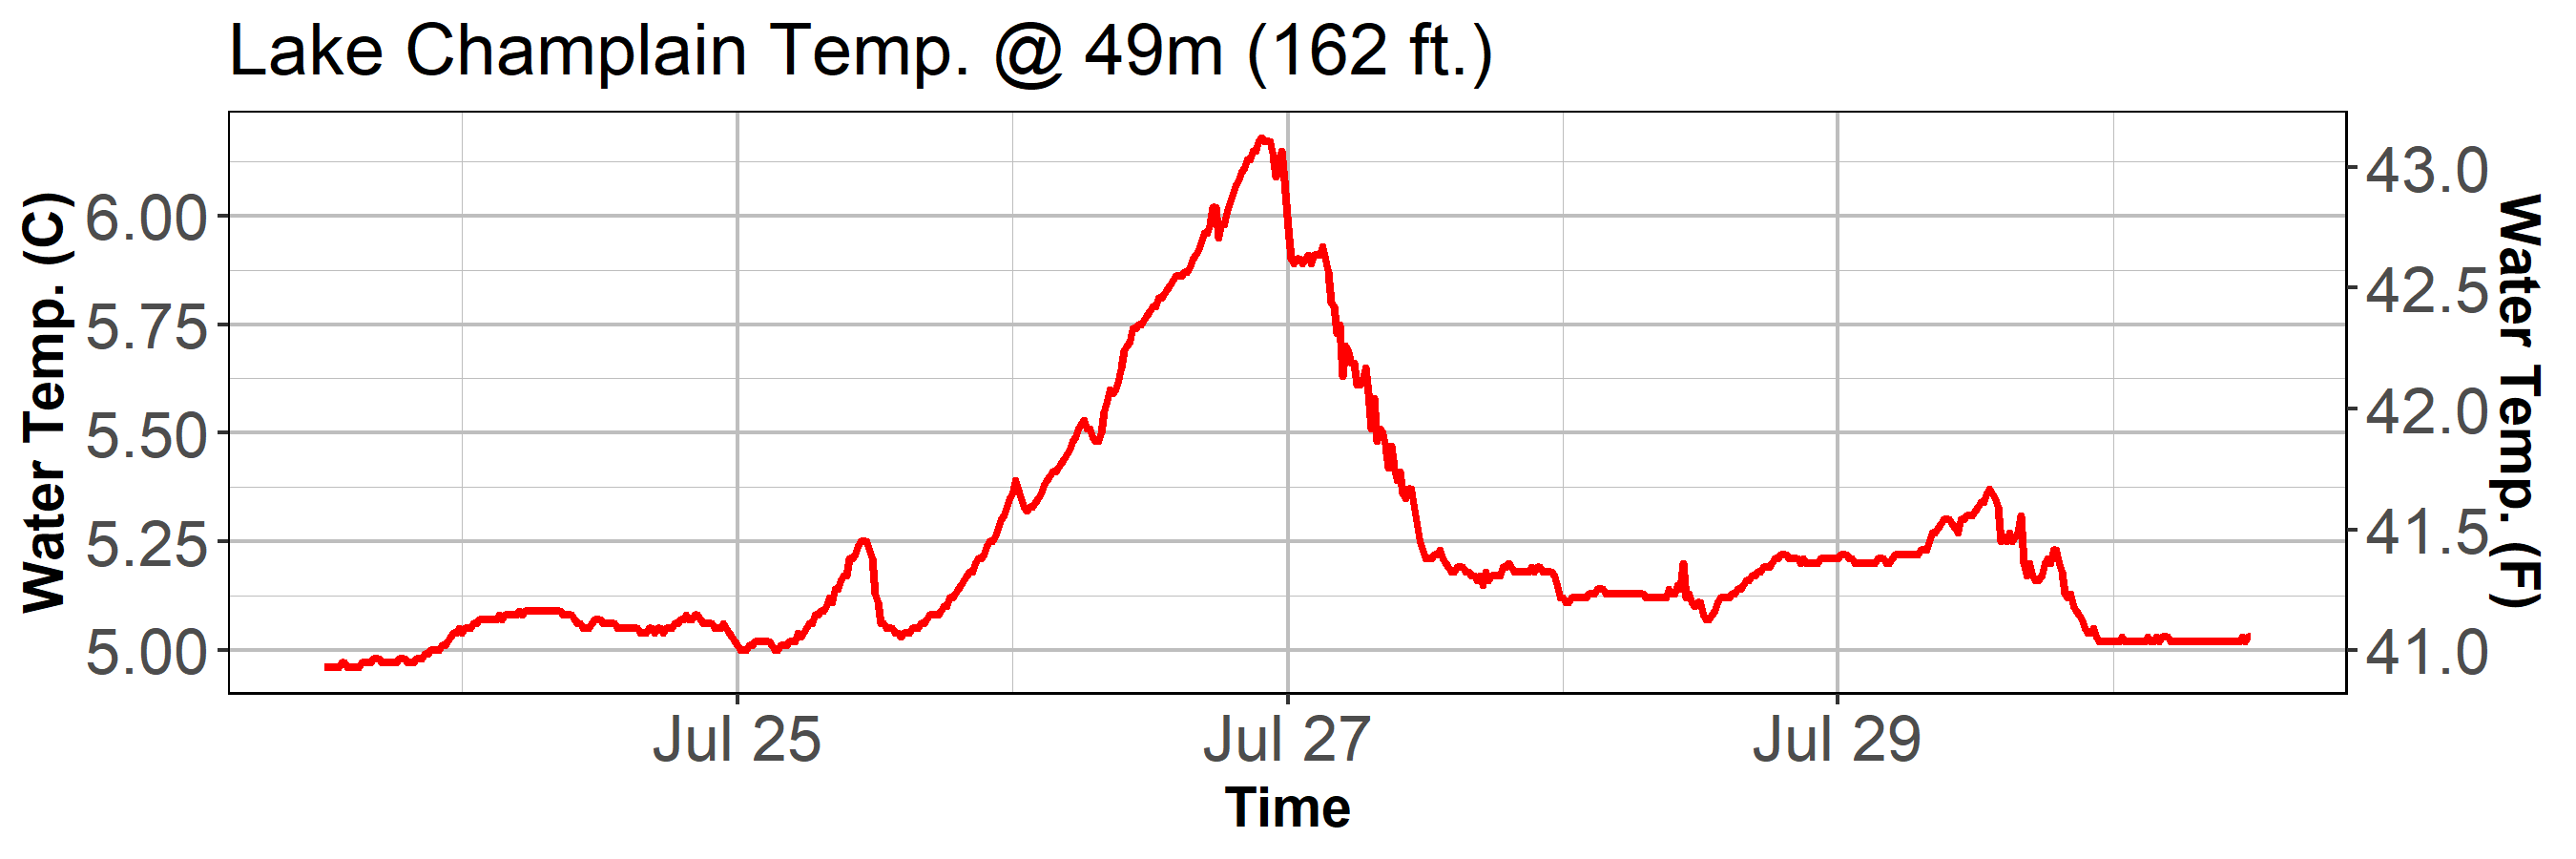 Lake Champlain Temp. @ 49m (162 ft.)
Water Temp. (C)
6.00
5.75
5.50
5.25
5.00
43.0
42.5
42.0
41.5
41.0
Water Temp. (F)
Jul 25
Jul 27
Jul 29
Time